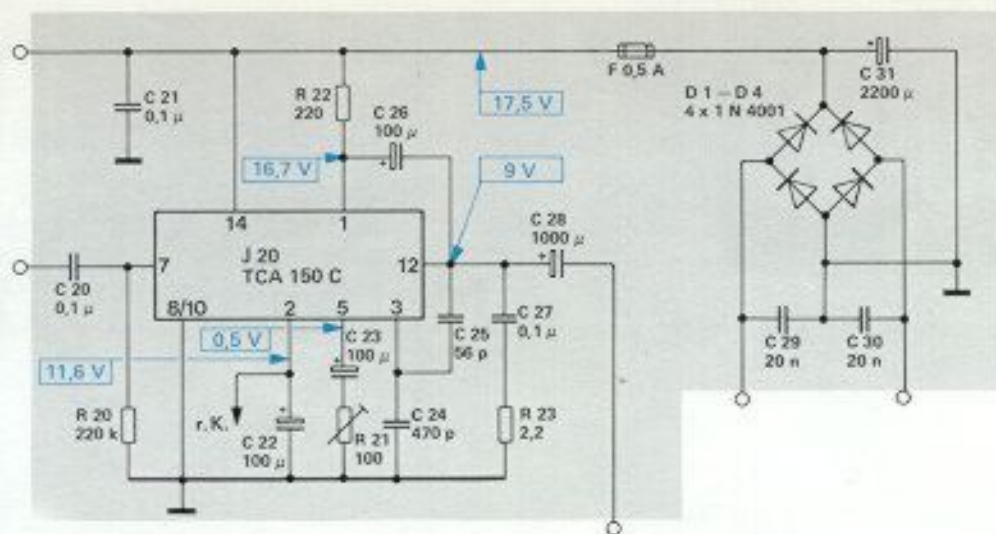 C 21
0,1 µ
R 22
220
C 26
100 µ
17,5 V
F 0,5 A
D 1 – D 4
4 x 1 N 4001
C 31
2200 µ
16,7 V
9 V
14
1
J 20
TCA 150 C
7
12
8/10
2
5
3
C 20
0,1 µ
C 28
1000 µ
0,5 V
11,6 V
C 23
100 µ
C 25
56 p
C 27
0,1 µ
C 29
20 n
C 30
20 n
R 20
220 k
r.K.
C 22
100 µ
R 21
100
C 24
470 p
R 23
2,2
+
+
+
+
+